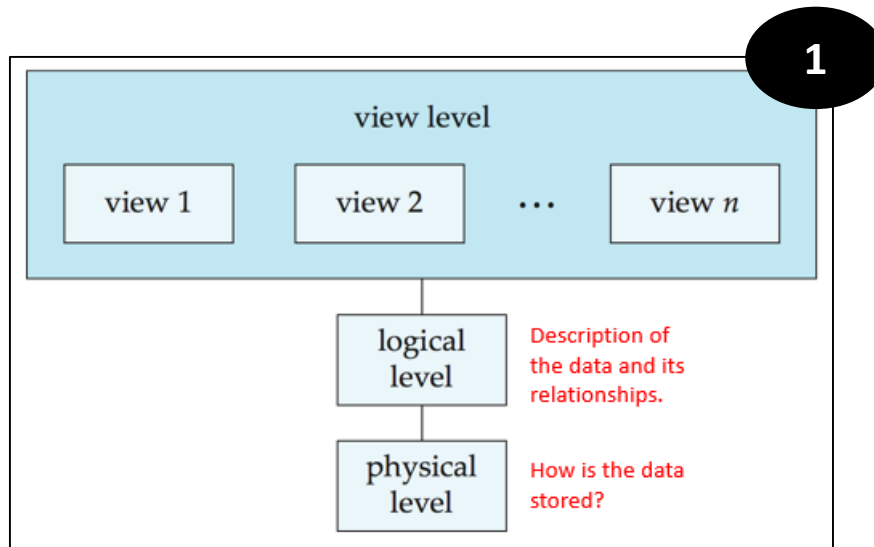 1
view level
view 1
view 2
...
view n
logical
level
Description of
the data and its
relationships.
physical
level
How is the data
stored?